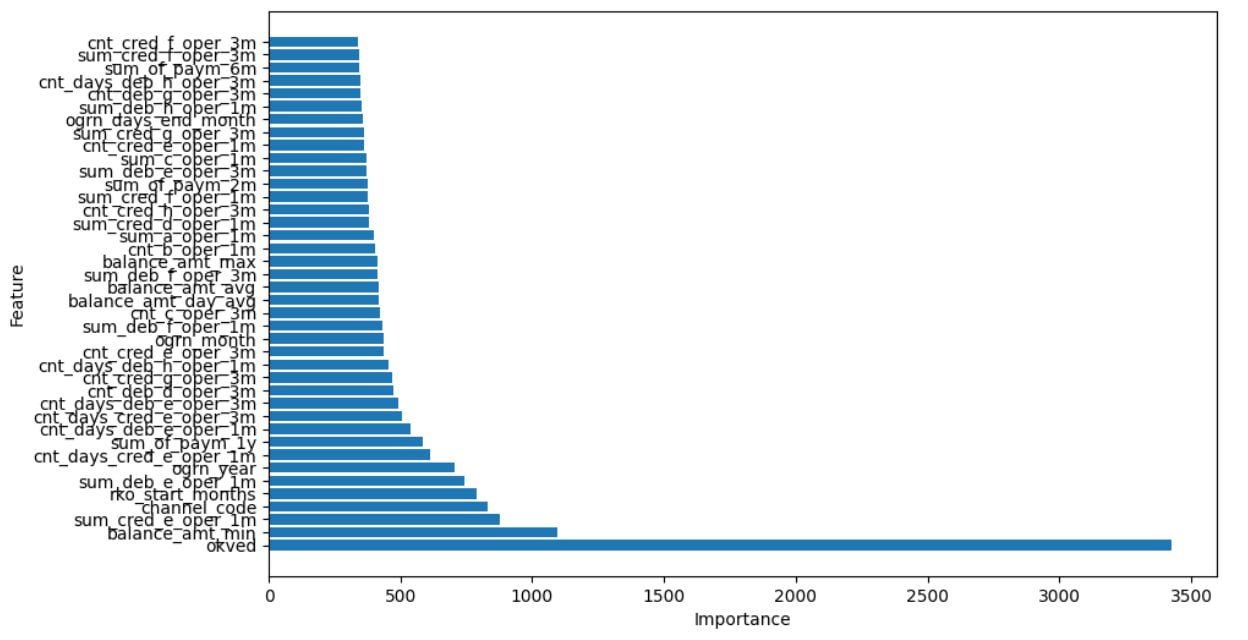 cnt_cred_f_oper_3m
sum_cred_f_oper_3m
sum_of_paym_6m
cnt_days_deb_h_oper_3m
cnt_deb_g_oper_3m
sum_deb_h_oper_1m
ogrn_days_end_month
sum_cred_g_oper_3m
cnt_cred_e_oper_1m
sum_c_oper_1m
sum_deb_e_oper_3m
sum_of_paym_2m
sum_cred_f_oper_1m
cnt_cred_h_oper_3m
sum_cred_d_oper_1m
sum_a_oper_1m
cnt_b_oper_1m
balance_amt_max
sum_deb_f_oper_3m
balance_amt_avg
balance_amt_day_avg
cnt_c_oper_3m
sum_deb_f_oper_1m
ogrn_month
cnt_cred_e_oper_3m
cnt_days_deb_h_oper_1m
cnt_cred_g_oper_3m
cnt_deb_d_oper_3m
cnt_days_deb_e_oper_3m
cnt_days_cred_e_oper_3m
cnt_days_deb_e_oper_1m
sum_of_paym_1y
cnt_days_cred_e_oper_1m
ogrn_year
sum_deb_e_oper_1m
rko_start_months
channel_code
sum_cred_e_oper_1m
balance_amt_min
okved
Feature
0 500 1000 1500 2000 2500 3000 3500
Importance